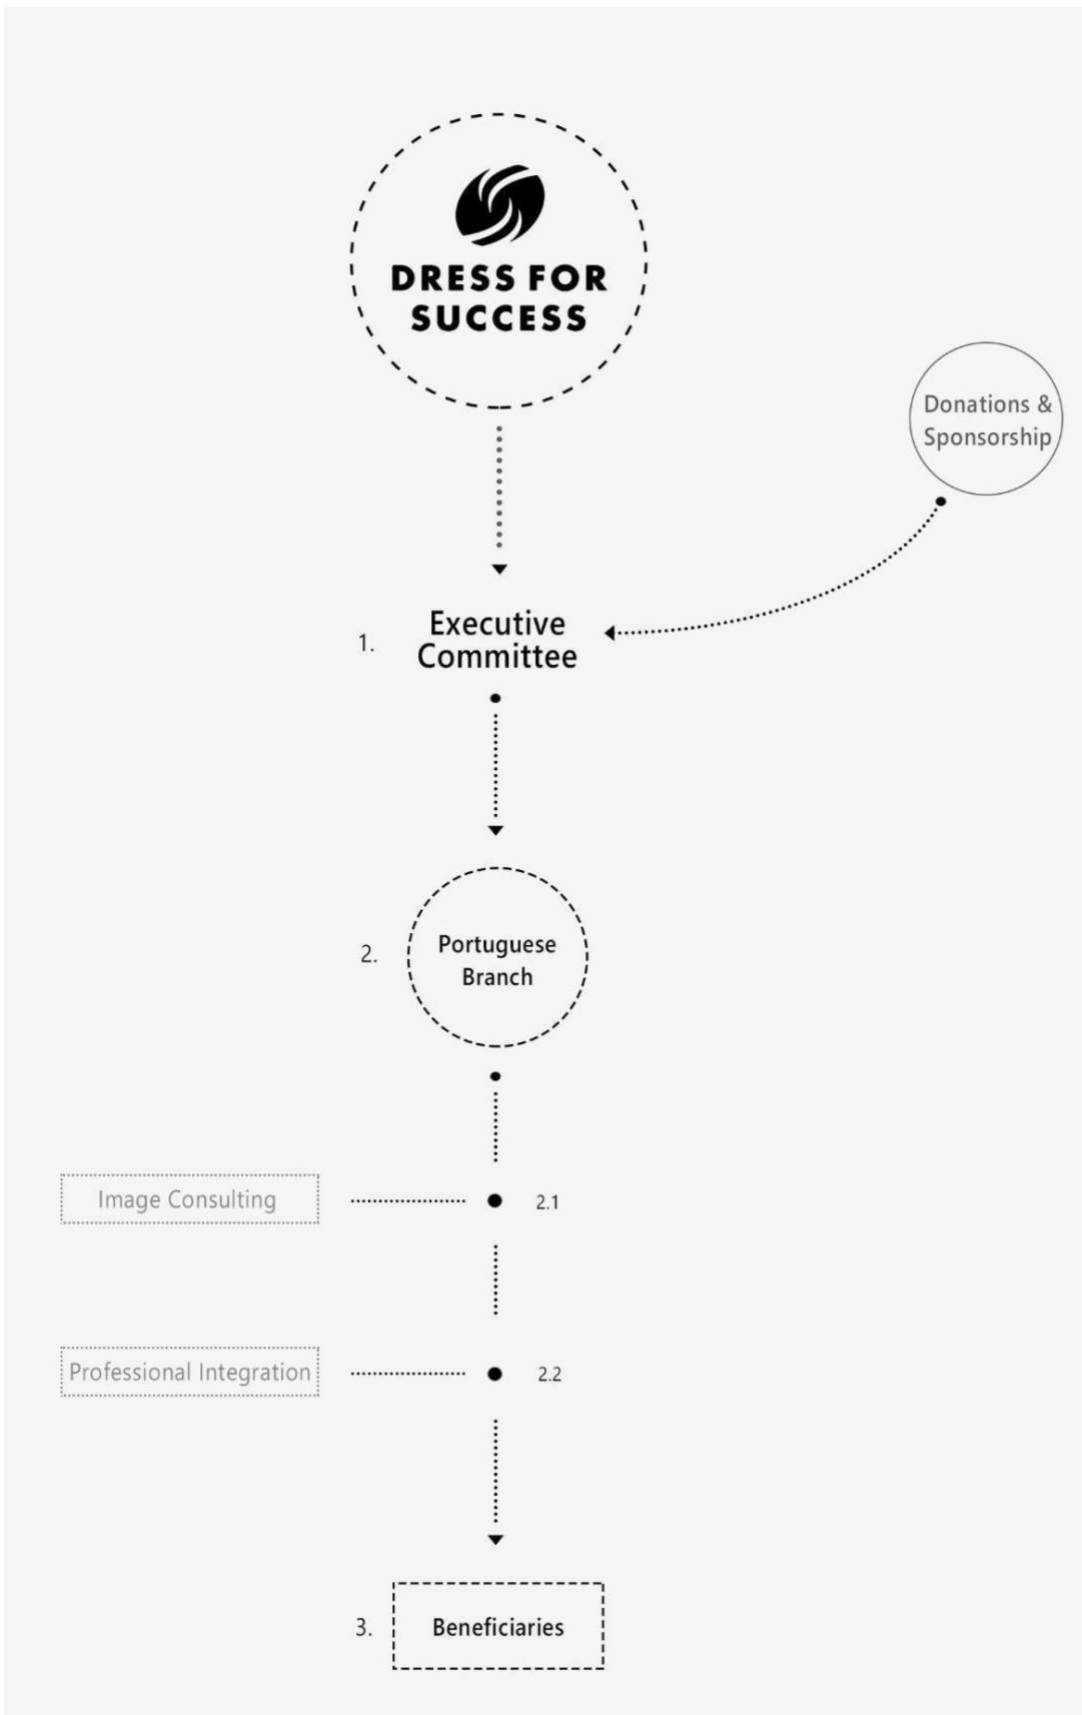 DRESS FOR
SUCCESS
Donations &
Sponsorship
1.
Executive
Committee
2.
Portuguese
Branch
Image Consulting
2.1
Professional Integration
2.2
3.
Beneficiaries